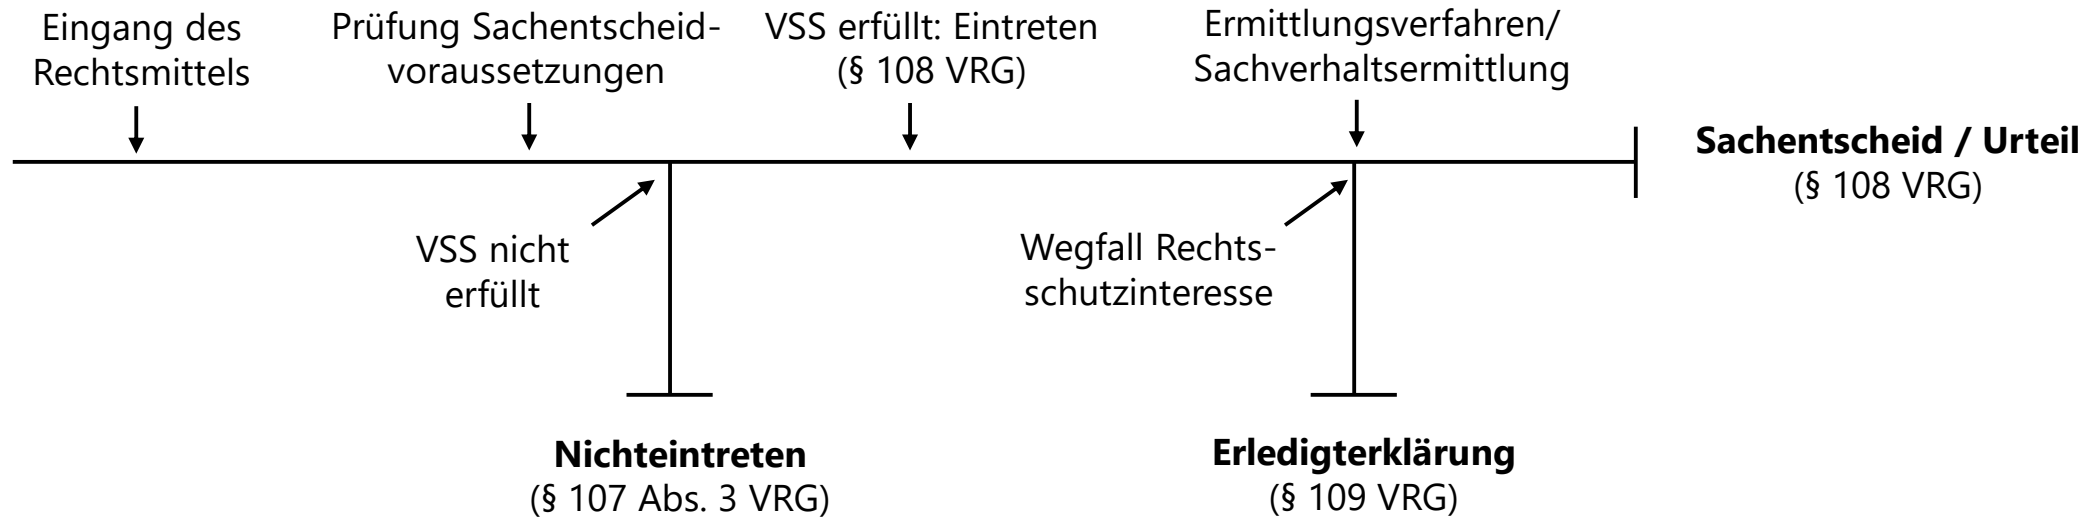 Eingang des
Rechtsmittels
Prüfung Sachentscheid-
voraussetzungen
VSS erfüllt: Eintreten
(§ 108 VRG)
Ermittlungsverfahren/
Sachverhaltsermittlung
Sachentscheid / Urteil
(§ 108 VRG)
VSS nicht
erfüllt
Wegfall Rechts-
schutzinteresse
Nichteintreten
(§ 107 Abs. 3 VRG)
Erledigterklärung
(§ 109 VRG)